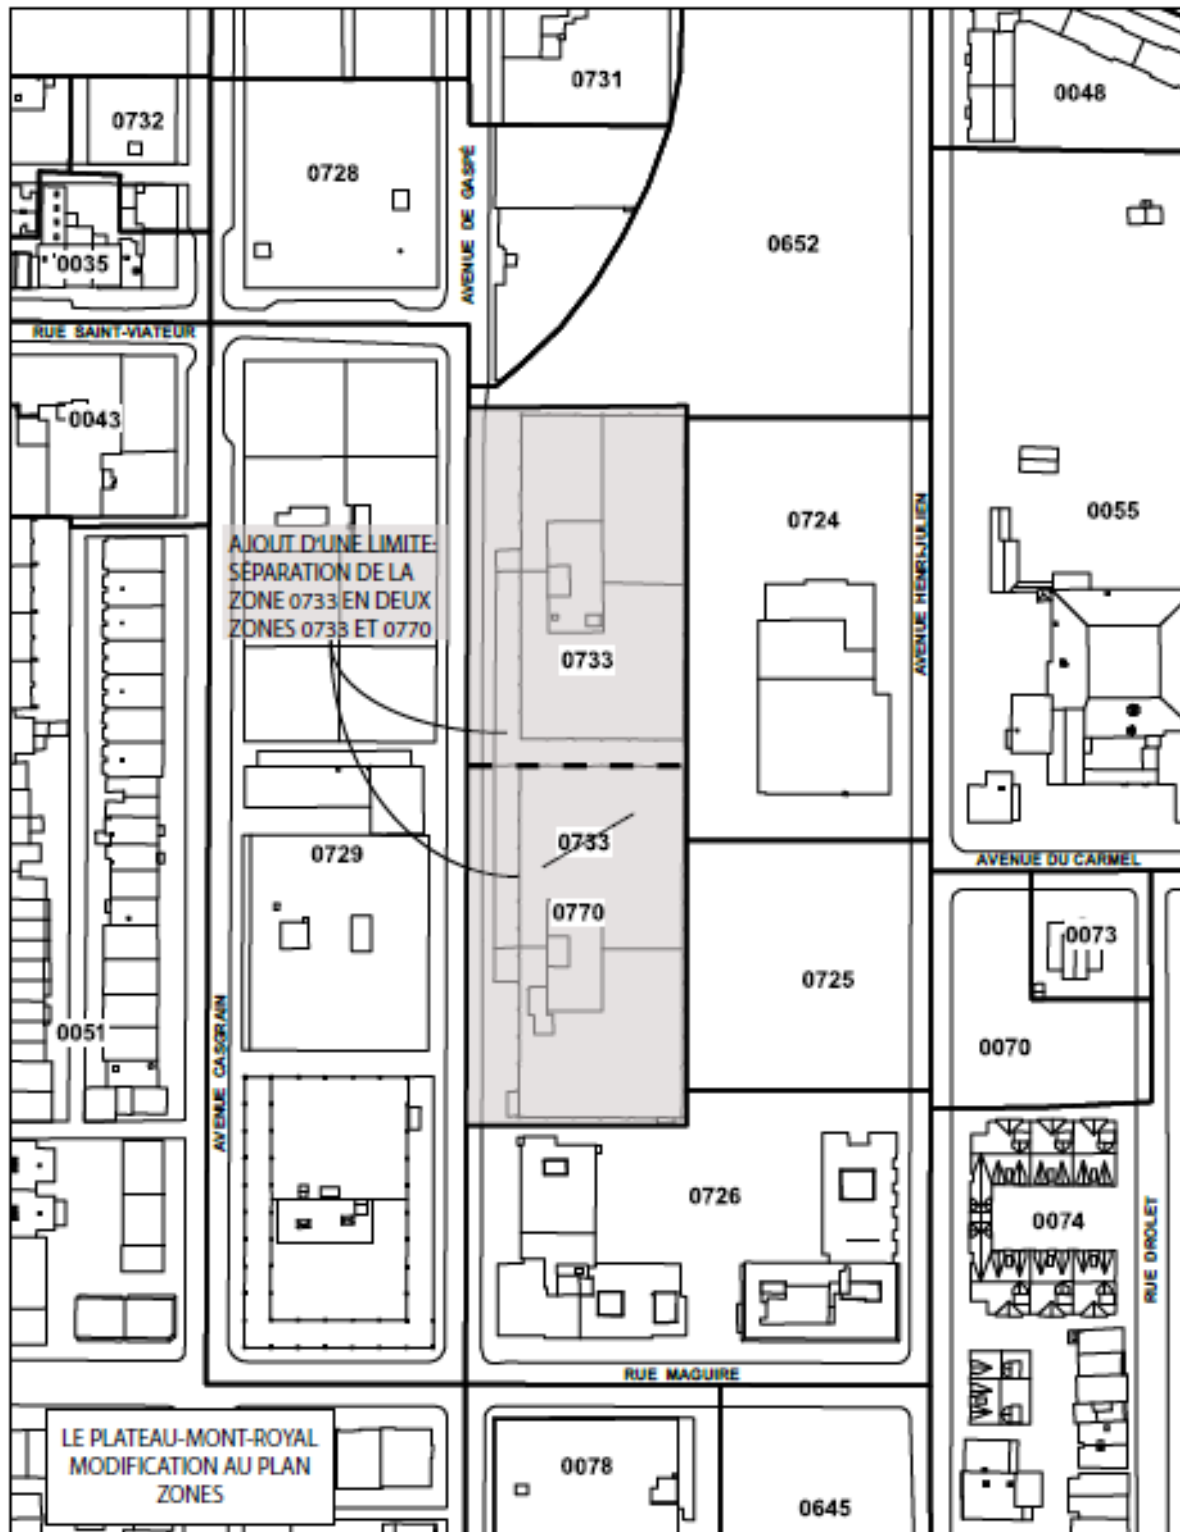 0731
0048
0732
0728
AVENUE DE GASPÉ
0652
0035
RUE SAINT-VIATEUR
0043
0724
0055
AVENUE HENRI-JULIEN
AJOUT D'UNE LIMITE:
SÉPARATION DE LA
ZONE 0733 EN DEUX
ZONES 0733 ET 0770
0733
0733
0729
AVENUE DU CARMEL
0770
0073
0725
0051
AVENUE CASGRAIN
0070
0726
0074
RUE DROLET
RUE MAGUIRE
LE PLATEAU-MONT-ROYAL
MODIFICATION AU PLAN
ZONES
0078
0645